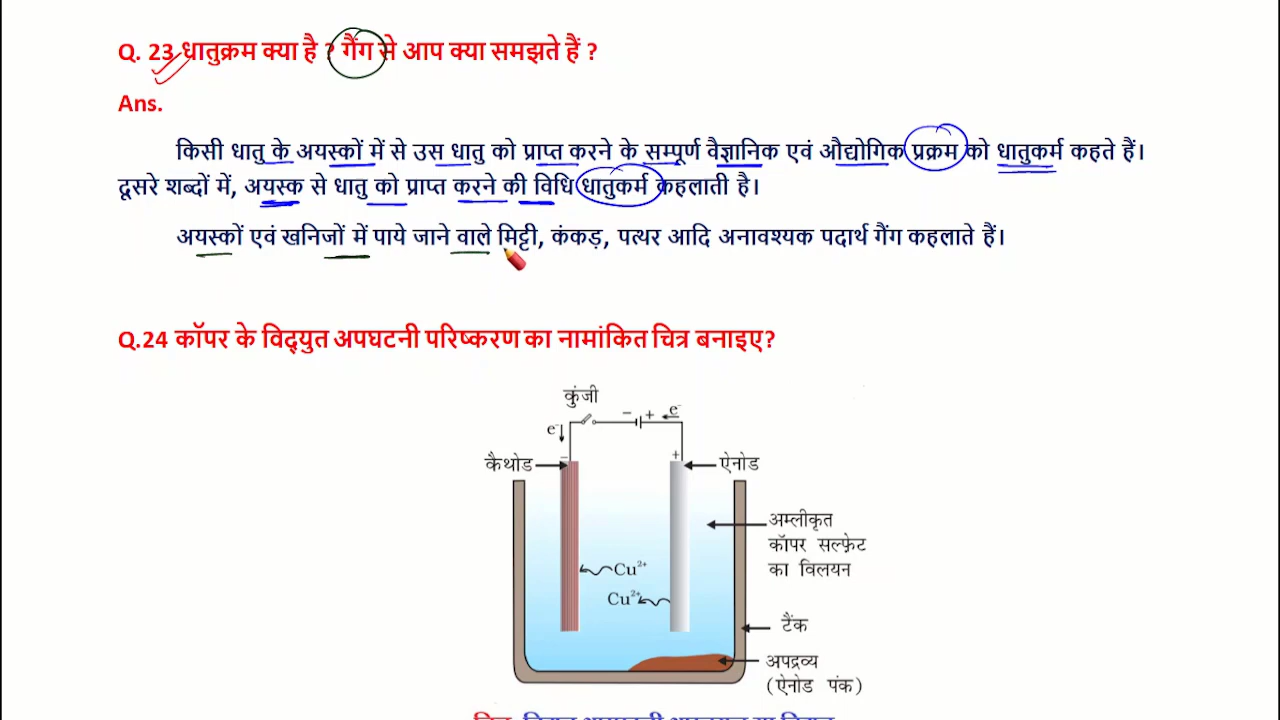 Q. 23 धातुक्रम क्या है ? गैंग से आप क्या समझते हैं ?
Ans.
किसी धातु के अयस्कों में से उस धातु को प्राप्त करने के सम्पूर्ण वैज्ञानिक एवं औद्योगिक प्रक्रम को धातुकर्म कहते हैं।
दूसरे शब्दों में, अयस्क से धातु को प्राप्त करने की विधि धातुकर्म कहलाती है।
अयस्कों एवं खनिजों में पाये जाने वाले मिट्टी, कंकड़, पत्थर आदि अनावश्यक पदार्थ गैंग कहलाते हैं।
Q.24 कॉपर के विद्युत अपघटनी परिष्करण का नामांकित चित्र बनाइए?
कुंजी
− + e⁻
e⁻
− +
कैथोड ऐनोड
अम्लीकृत
कॉपर सल्फ़ेट
का विलयन
Cu²⁺
Cu²⁺
टैंक
अपद्रव्य
(ऐनोड पंक)